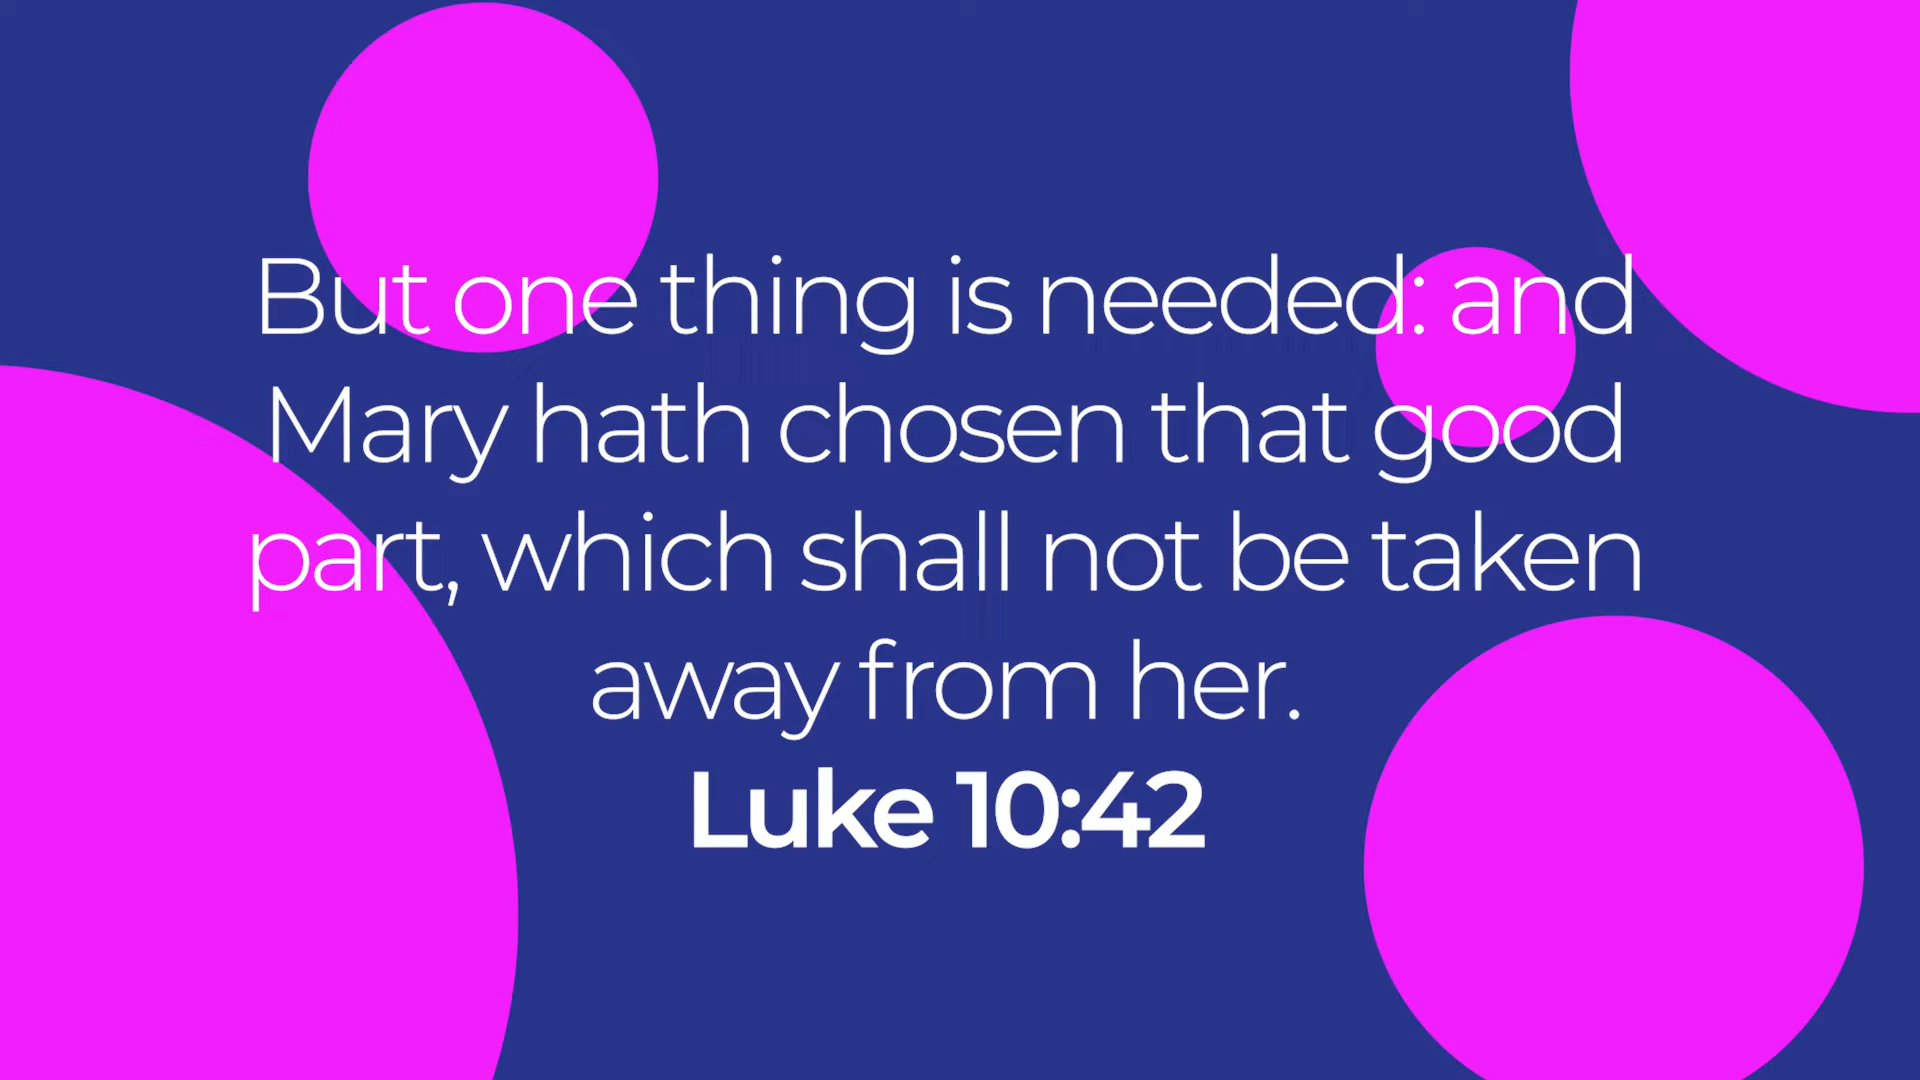 But one thing is needed: and
Mary hath chosen that good
part, which shall not be taken
away from her.
Luke 10:42